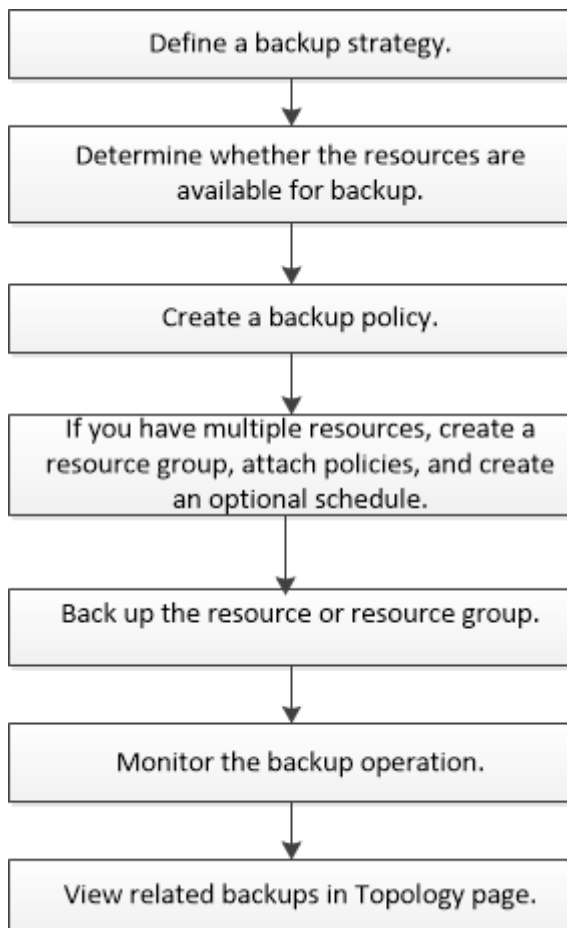 Define a backup strategy.
Determine whether the resources are
available for backup.
Create a backup policy.
If you have multiple resources, create a
resource group, attach policies, and create
an optional schedule.
Back up the resource or resource group.
Monitor the backup operation.
View related backups in Topology page.